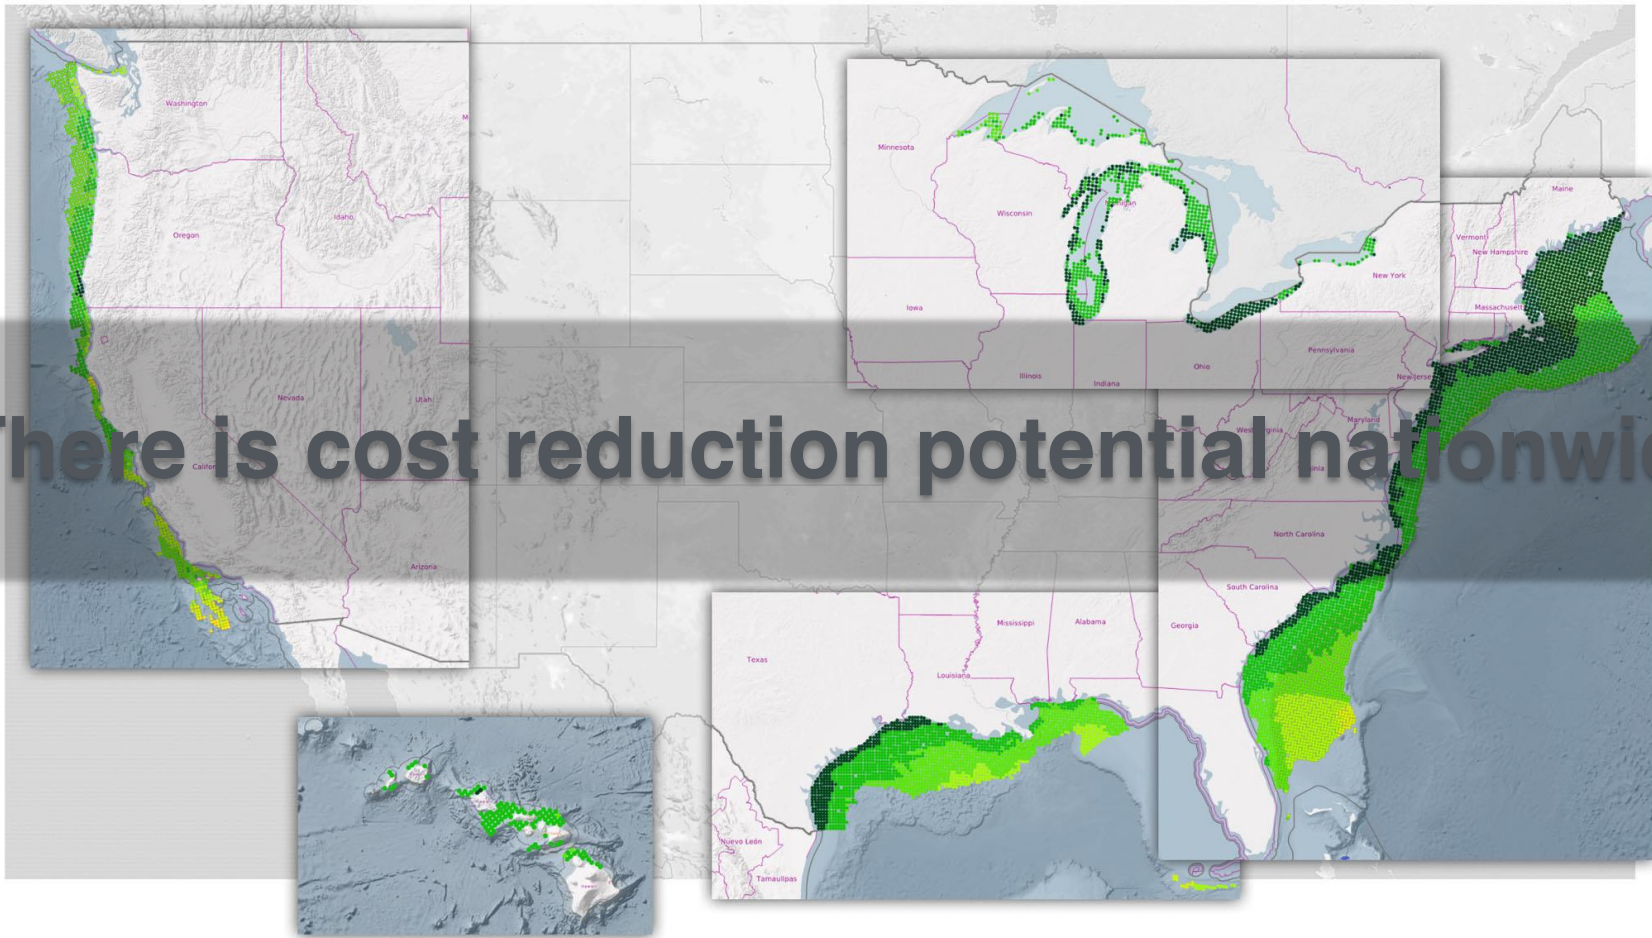 Washington
M
Oregon
Idaho
Nevada
Utah
Arizona
Minnesota
Wisconsin
Iowa
Illinois
Indiana
Ohio
Pennsylvania
New York
Maine
Vermont
New Hampshire
Massachusett
New Jerse
Maryland
here is cost reduction potential nationwi
North Carolina
South Carolina
Georgia
Alabama
Mississippi
Louisiana
Texas
Nuevo León
Tamaulipas